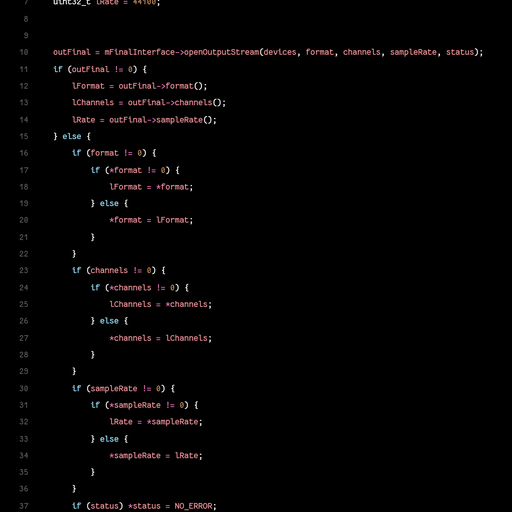 7 uint32_t lRate = 44100;
8
9
10 outFinal = mFinalInterface->openOutputStream(devices, format, channels, sampleRate, status);
11 if (outFinal != 0) {
12 lFormat = outFinal->format();
13 lChannels = outFinal->channels();
14 lRate = outFinal->sampleRate();
15 } else {
16 if (format != 0) {
17 if (*format != 0) {
18 lFormat = *format;
19 } else {
20 *format = lFormat;
21 }
22 }
23 if (channels != 0) {
24 if (*channels != 0) {
25 lChannels = *channels;
26 } else {
27 *channels = lChannels;
28 }
29 }
30 if (sampleRate != 0) {
31 if (*sampleRate != 0) {
32 lRate = *sampleRate;
33 } else {
34 *sampleRate = lRate;
35 }
36 }
37 if (status) *status = NO_ERROR;